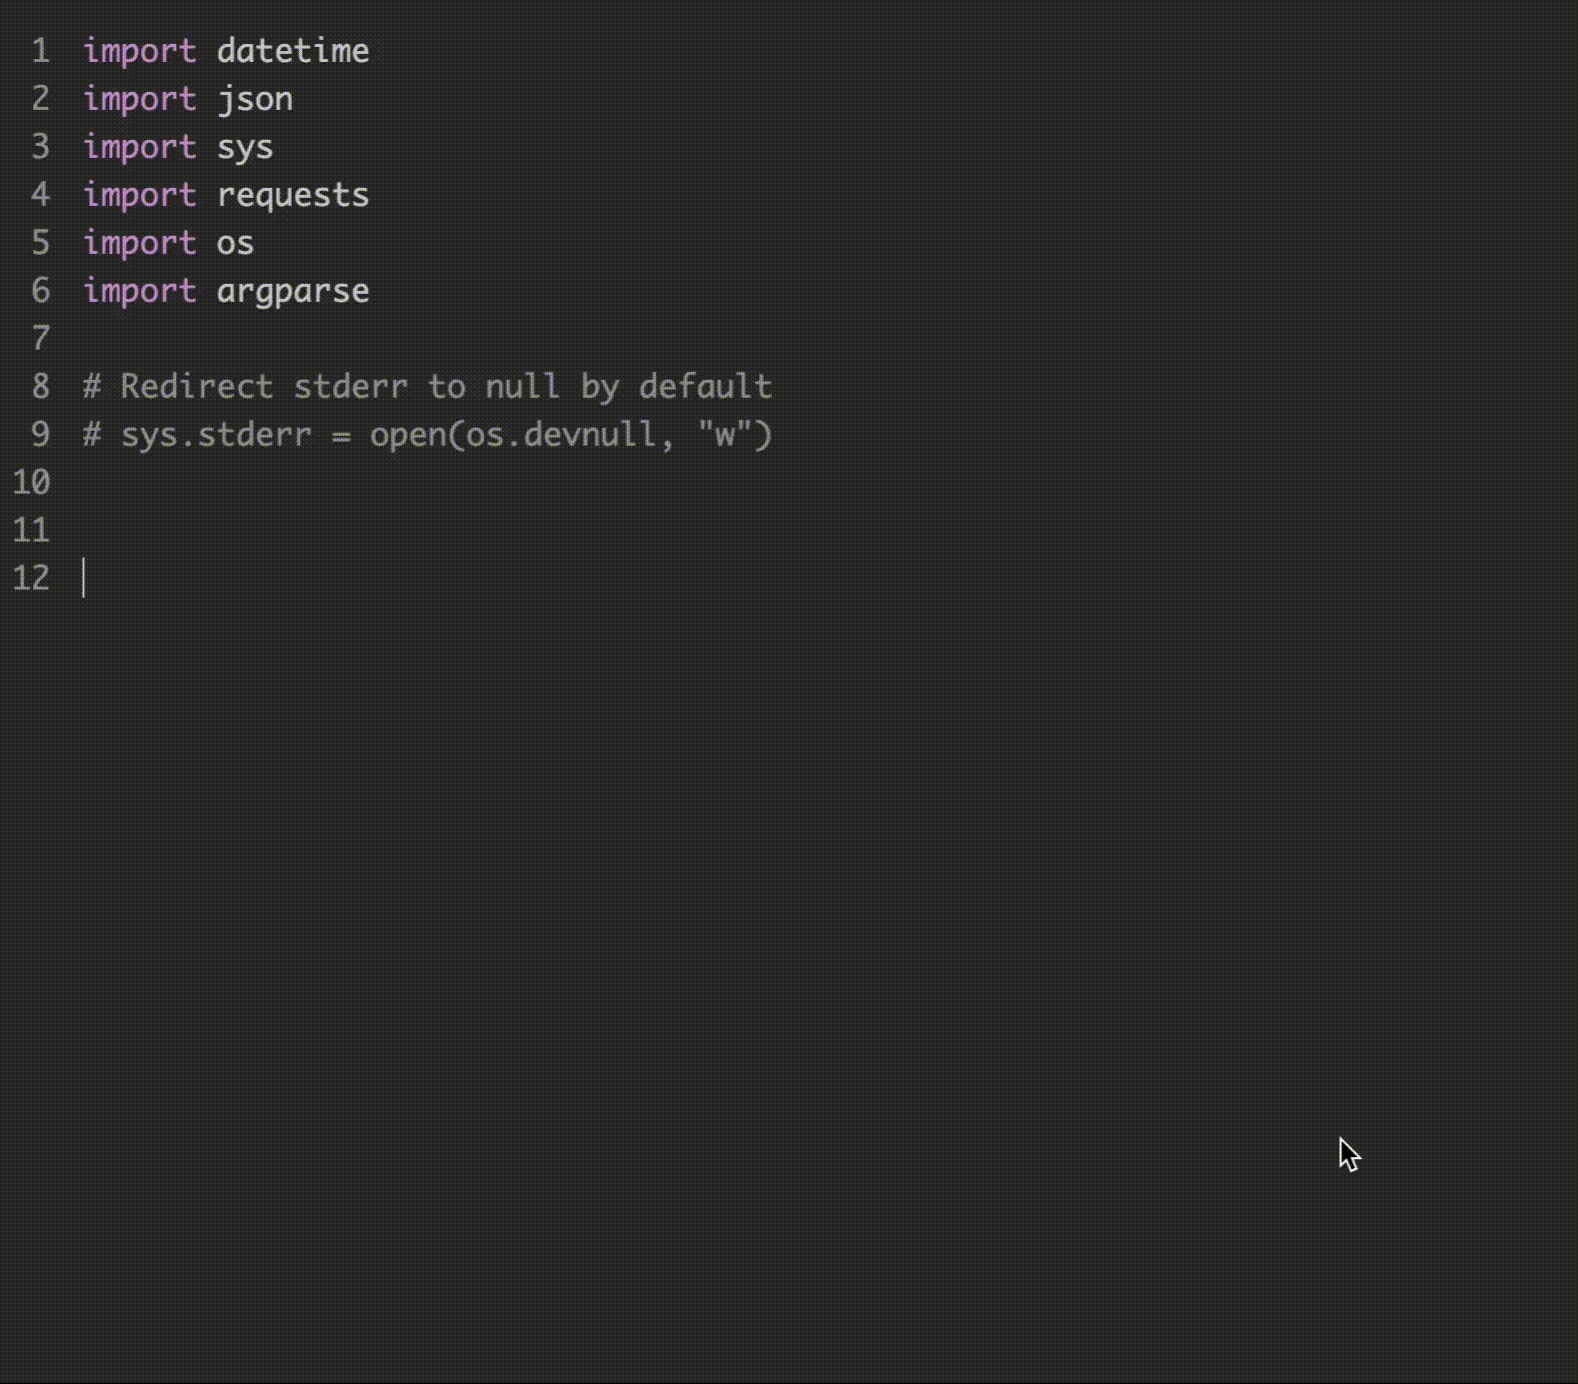 1 import datetime
2 import json
3 import sys
4 import requests
5 import os
6 import argparse
7
8 # Redirect stderr to null by default
9 # sys.stderr = open(os.devnull, "w")
10
11
12